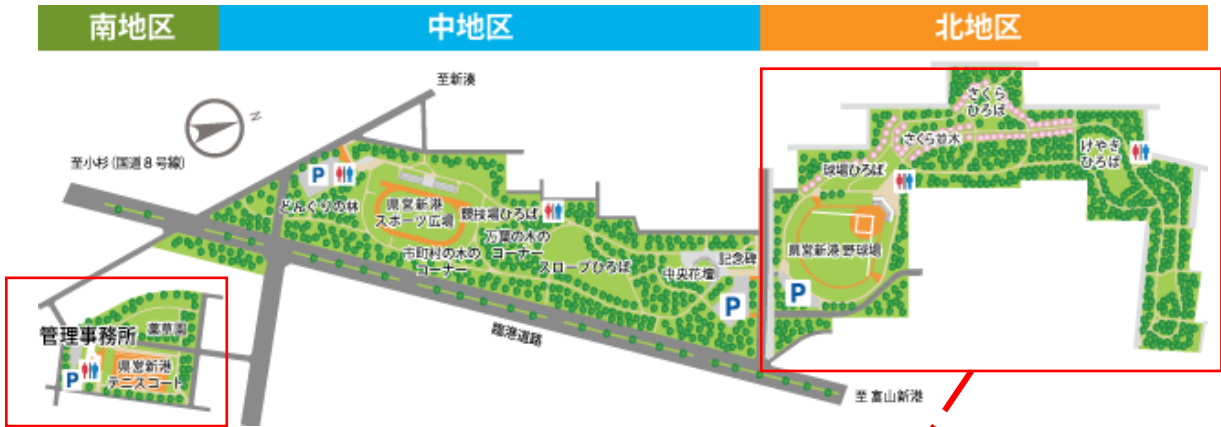 南地区
中地区
北地区
至新湊
N
至小杉(国道8号線)
P
どんぐりの林
県営新港
スポーツ広場
競技場ひろば
万葉の木の
コーナー
市町村の木の
コーナー
スロープひろば
中央花壇
記念碑
P
臨港道路
至富山新港
さくら
ひろば
さくら並木
けやき
ひろば
球場ひろば
県営新港野球場
P
管理事務所
薬草園
県営新港
テニスコート
P